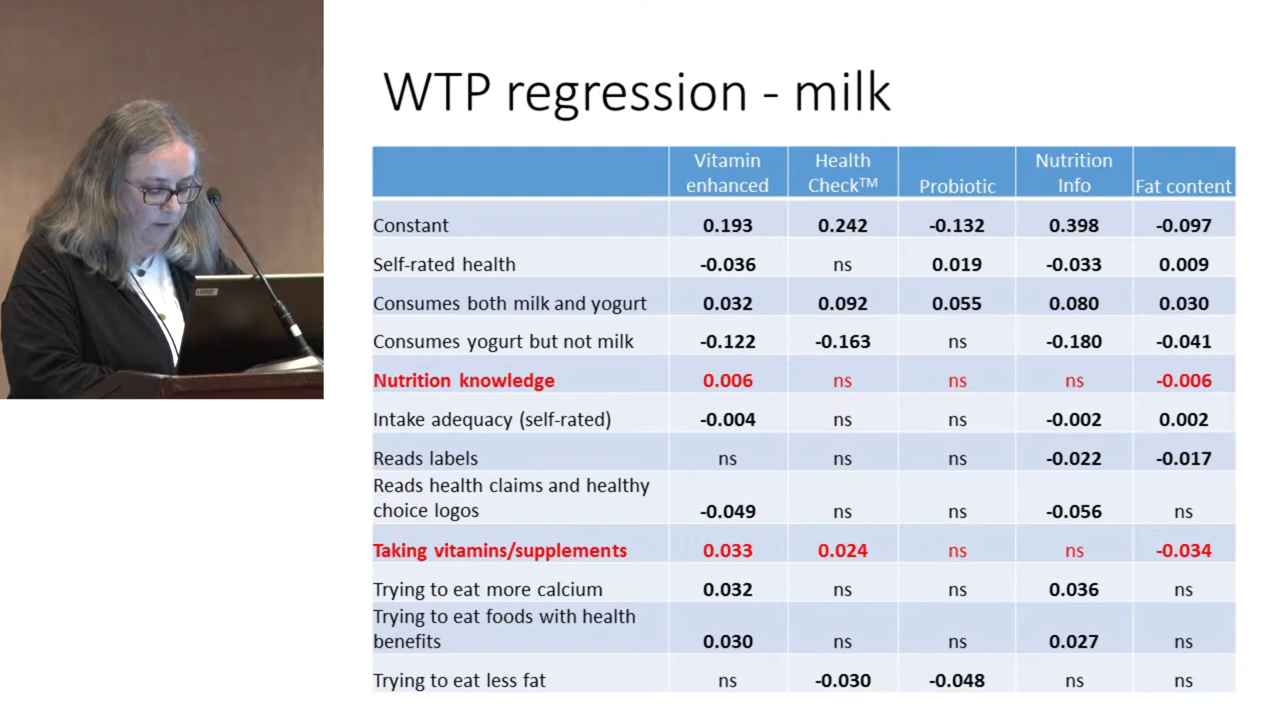 WTP regression - milk
Vitamin enhanced Health Check™ Probiotic Nutrition Info Fat content
Constant 0.193 0.242 -0.132 0.398 -0.097
Self-rated health -0.036 ns 0.019 -0.033 0.009
Consumes both milk and yogurt 0.032 0.092 0.055 0.080 0.030
Consumes yogurt but not milk -0.122 -0.163 ns -0.180 -0.041
Nutrition knowledge 0.006 ns ns ns -0.006
Intake adequacy (self-rated) -0.004 ns ns -0.002 0.002
Reads labels ns ns ns -0.022 -0.017
Reads health claims and healthy
choice logos -0.049 ns ns -0.056 ns
Taking vitamins/supplements 0.033 0.024 ns ns -0.034
Trying to eat more calcium 0.032 ns ns 0.036 ns
Trying to eat foods with health
benefits 0.030 ns ns 0.027 ns
Trying to eat less fat ns -0.030 -0.048 ns ns